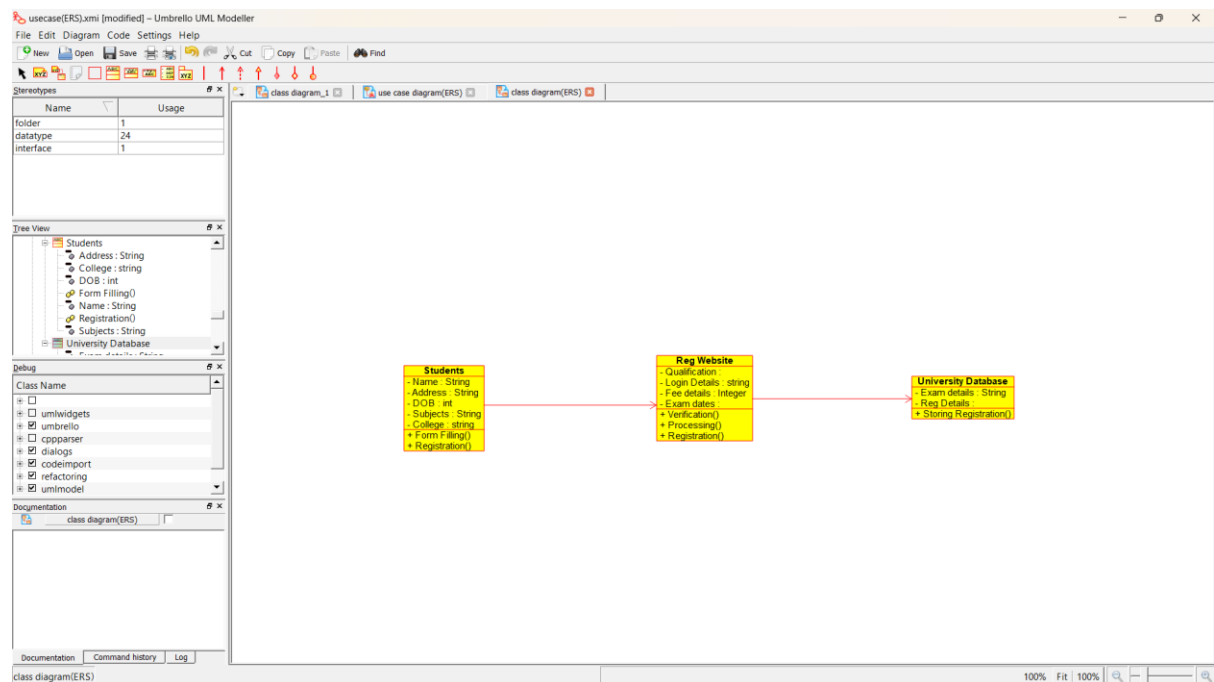 usecase(ERS).xmi [modified] – Umbrello UML Modeller
File Edit Diagram Code Settings Help
New Open Save Cut Copy Paste Find
Stereotypes
Name Usage
folder 1
datatype 24
interface 1
Tree View
Students
Address : String
College : string
DOB : int
Form Filling()
Name : String
Registration()
Subjects : String
University Database
Exam details : String
Debug
Class Name
umlwidgets
umbrello
cppparser
dialogs
codeimport
refactoring
umlmodel
Documentation
class diagram(ERS)
Documentation Command history Log
class diagram(ERS)
class diagram_1 use case diagram(ERS) class diagram(ERS)
Students
- Name : String
- Address : String
- DOB : int
- Subjects : String
- College : string
+ Form Filling()
+ Registration()
Reg Website
- Qualification :
- Login Details : string
- Fee details : Integer
- Exam dates :
+ Verification()
+ Processing()
+ Registration()
University Database
- Exam details : String
- Reg Details :
+ Storing Registration()
100% Fit 100%